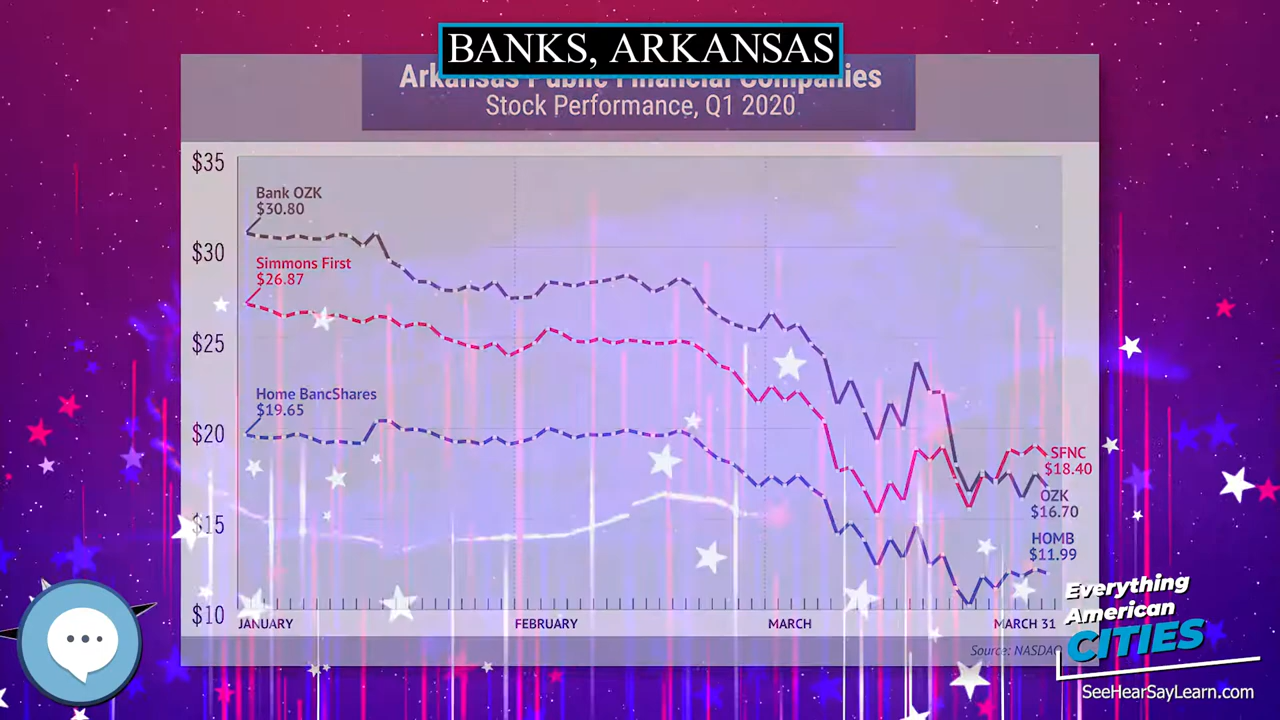 BANKS, ARKANSAS
Arkansas Public Financial Companies
Stock Performance, Q1 2020
$35
Bank OZK
$30.80
$30
Simmons First
$26.87
$25
Home BancShares
$19.65
$20
SFNC
$18.40
OZK
$16.70
$15
HOMB
$11.99
$10
JANUARY
FEBRUARY
MARCH
MARCH 31
Source: NASDAQ
Everything
American
CITIES
SeeHearSayLearn.com